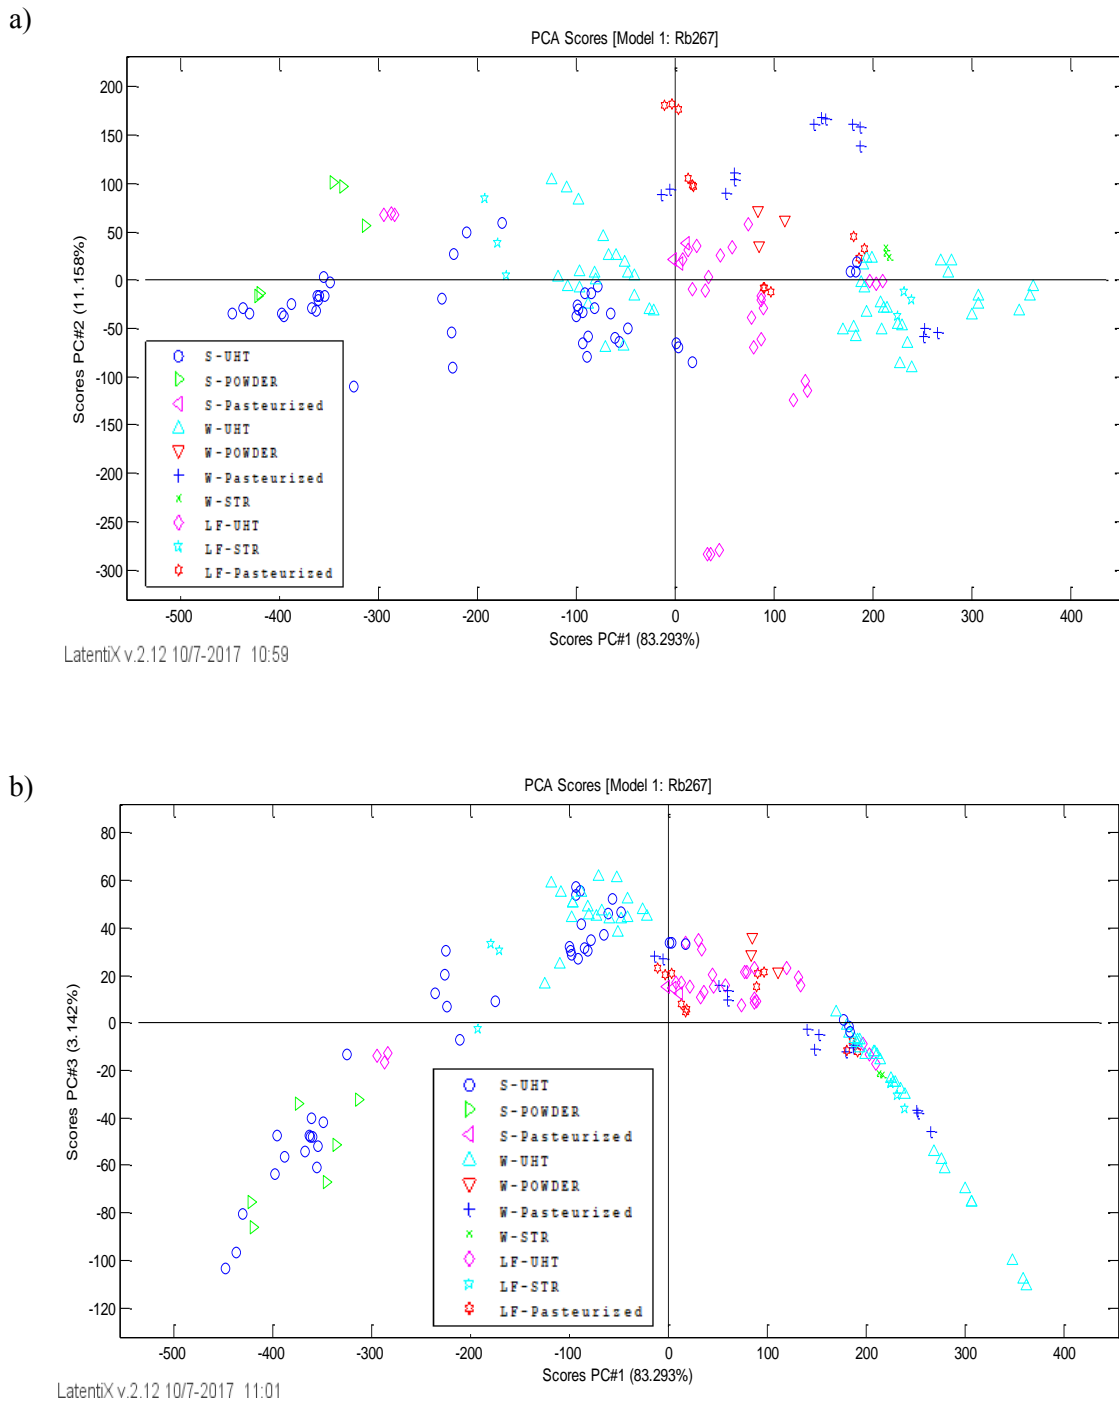 a)
PCA Scores [Model 1: Rb267]
200
150
100
50
0
-50
-100
-150
-200
-250
-300
Scores PC#2 (11.158%)
S-UHT
S-POWDER
S-Pasteurized
W-UHT
W-POWDER
W-Pasteurized
W-STR
LF-UHT
LF-STR
LF-Pasteurized
-500 -400 -300 -200 -100 0 100 200 300 400
Scores PC#1 (83.293%)
LatentiX v.2.12 10/7-2017 10:59
b)
PCA Scores [Model 1: Rb267]
80
60
40
20
0
-20
-40
-60
-80
-100
-120
Scores PC#3 (3.142%)
S-UHT
S-POWDER
S-Pasteurized
W-UHT
W-POWDER
W-Pasteurized
W-STR
LF-UHT
LF-STR
LF-Pasteurized
-500 -400 -300 -200 -100 0 100 200 300 400
Scores PC#1 (83.293%)
LatentiX v.2.12 10/7-2017 11:01